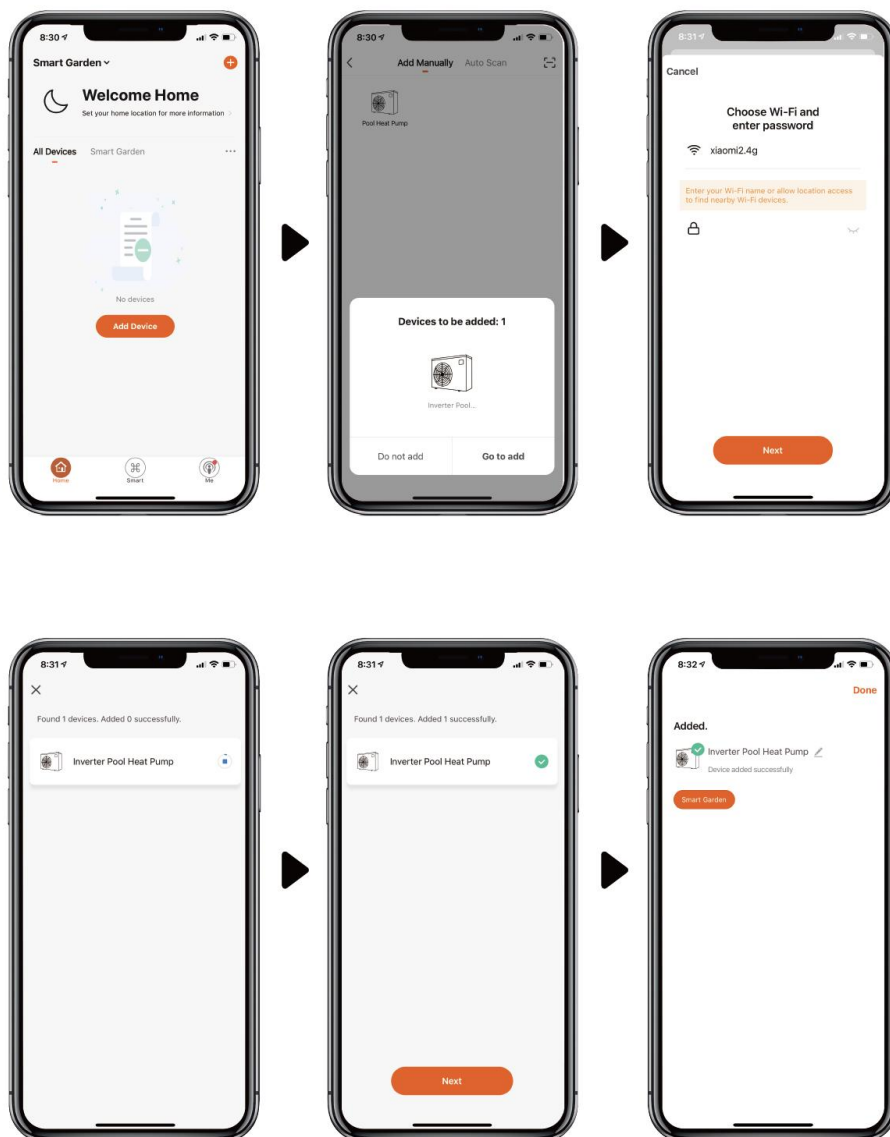 8:30
Smart Garden
Welcome Home
Set your home location for more information
All Devices Smart Garden
No devices
Add Device
Home Smart Me
8:30
Add Manually Auto Scan
Pool Heat Pump
Devices to be added: 1
Inverter Pool...
Do not add Go to add
8:31
Cancel
Choose Wi-Fi and
enter password
xiaomi2.4g
Enter your Wi-Fi name or allow location access
to find nearby Wi-Fi devices.
Next
8:31
Found 1 devices. Added 0 successfully.
Inverter Pool Heat Pump
8:31
Found 1 devices. Added 1 successfully.
Inverter Pool Heat Pump
Next
8:32
Done
Added.
Inverter Pool Heat Pump
Device added successfully
Smart Garden